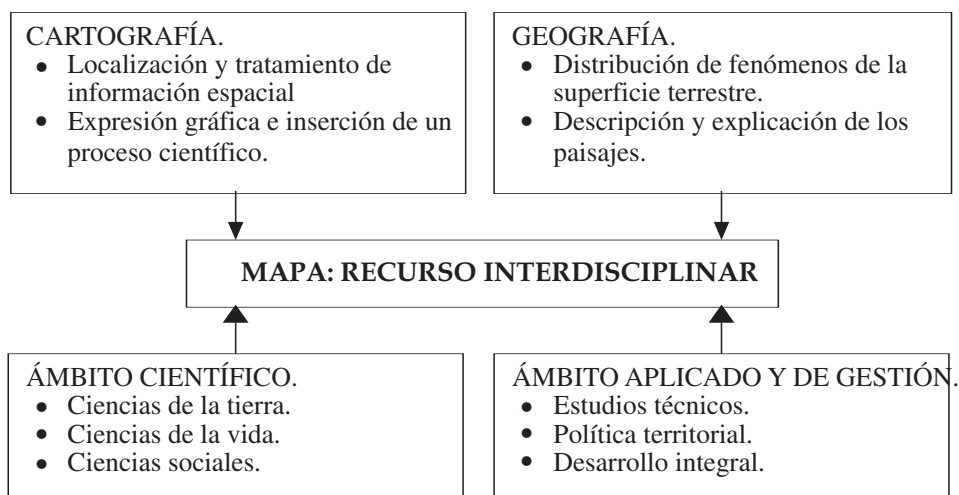 CARTOGRAFÍA.
• Localización y tratamiento de
información espacial
• Expresión gráfica e inserción de un
proceso científico.
GEOGRAFÍA.
• Distribución de fenómenos de la
superficie terrestre.
• Descripción y explicación de los
paisajes.
MAPA: RECURSO INTERDISCIPLINAR
ÁMBITO CIENTÍFICO.
• Ciencias de la tierra.
• Ciencias de la vida.
• Ciencias sociales.
ÁMBITO APLICADO Y DE GESTIÓN.
• Estudios técnicos.
• Política territorial.
• Desarrollo integral.